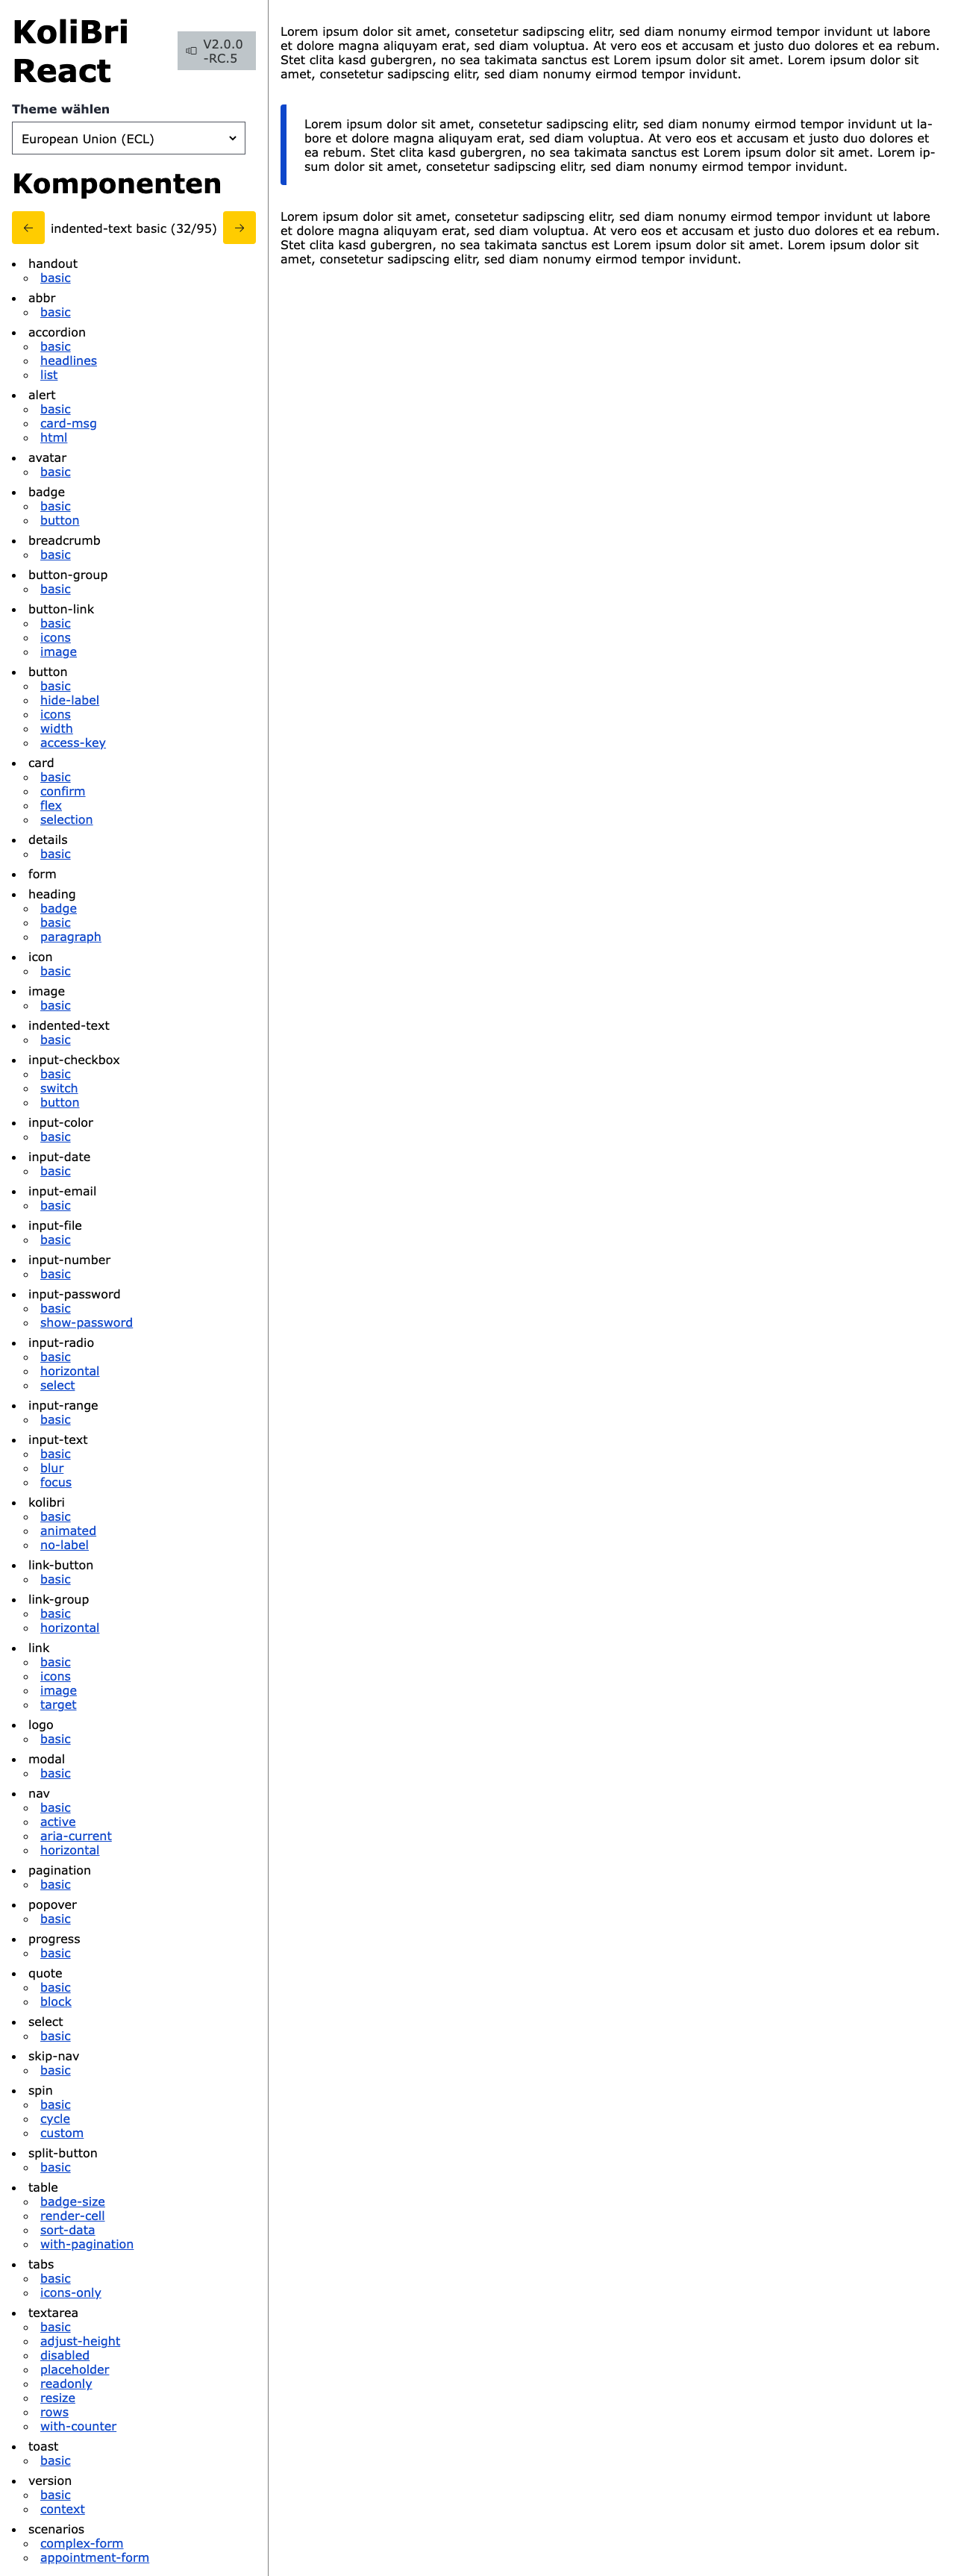 KoliBri
React
V2.0.0
-RC.5
Theme wählen
European Union (ECL)
Komponenten
indented-text basic (32/95)
handout
basic
abbr
basic
accordion
basic
headlines
list
alert
basic
card-msg
html
avatar
basic
badge
basic
button
breadcrumb
basic
button-group
basic
button-link
basic
icons
image
button
basic
hide-label
icons
width
access-key
card
basic
confirm
flex
selection
details
basic
form
heading
badge
basic
paragraph
icon
basic
image
basic
indented-text
basic
input-checkbox
basic
switch
button
input-color
basic
input-date
basic
input-email
basic
input-file
basic
input-number
basic
input-password
basic
show-password
input-radio
basic
horizontal
select
input-range
basic
input-text
basic
blur
focus
kolibri
basic
animated
no-label
link-button
basic
link-group
basic
horizontal
link
basic
icons
image
target
logo
basic
modal
basic
nav
basic
active
aria-current
horizontal
pagination
basic
popover
basic
progress
basic
quote
basic
block
select
basic
skip-nav
basic
spin
basic
cycle
custom
split-button
basic
table
badge-size
render-cell
sort-data
with-pagination
tabs
basic
icons-only
textarea
basic
adjust-height
disabled
placeholder
readonly
resize
rows
with-counter
toast
basic
version
basic
context
scenarios
complex-form
appointment-form
Lorem ipsum dolor sit amet, consetetur sadipscing elitr, sed diam nonumy eirmod tempor invidunt ut labore
et dolore magna aliquyam erat, sed diam voluptua. At vero eos et accusam et justo duo dolores et ea rebum.
Stet clita kasd gubergren, no sea takimata sanctus est Lorem ipsum dolor sit amet. Lorem ipsum dolor sit
amet, consetetur sadipscing elitr, sed diam nonumy eirmod tempor invidunt.
Lorem ipsum dolor sit amet, consetetur sadipscing elitr, sed diam nonumy eirmod tempor invidunt ut la-
bore et dolore magna aliquyam erat, sed diam voluptua. At vero eos et accusam et justo duo dolores et
ea rebum. Stet clita kasd gubergren, no sea takimata sanctus est Lorem ipsum dolor sit amet. Lorem ip-
sum dolor sit amet, consetetur sadipscing elitr, sed diam nonumy eirmod tempor invidunt.
Lorem ipsum dolor sit amet, consetetur sadipscing elitr, sed diam nonumy eirmod tempor invidunt ut labore
et dolore magna aliquyam erat, sed diam voluptua. At vero eos et accusam et justo duo dolores et ea rebum.
Stet clita kasd gubergren, no sea takimata sanctus est Lorem ipsum dolor sit amet. Lorem ipsum dolor sit
amet, consetetur sadipscing elitr, sed diam nonumy eirmod tempor invidunt.